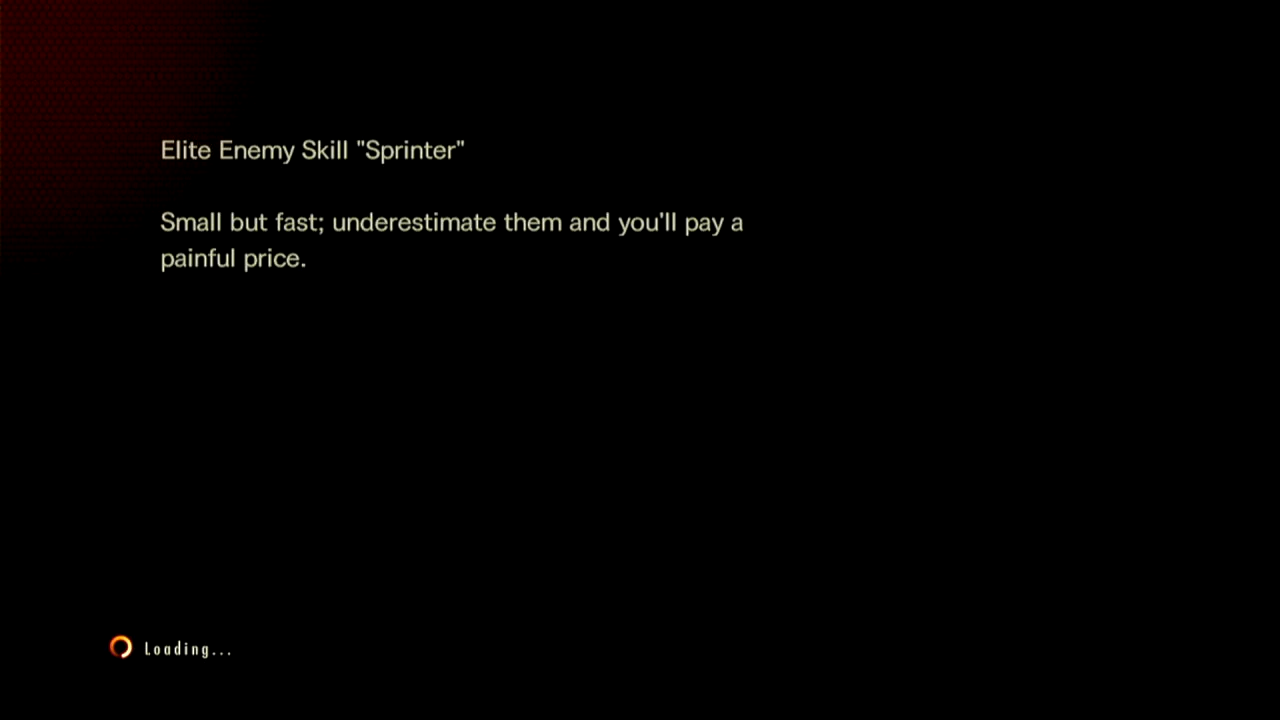 Elite Enemy Skill "Sprinter"
Small but fast; underestimate them and you'll pay a
painful price.
Loading...